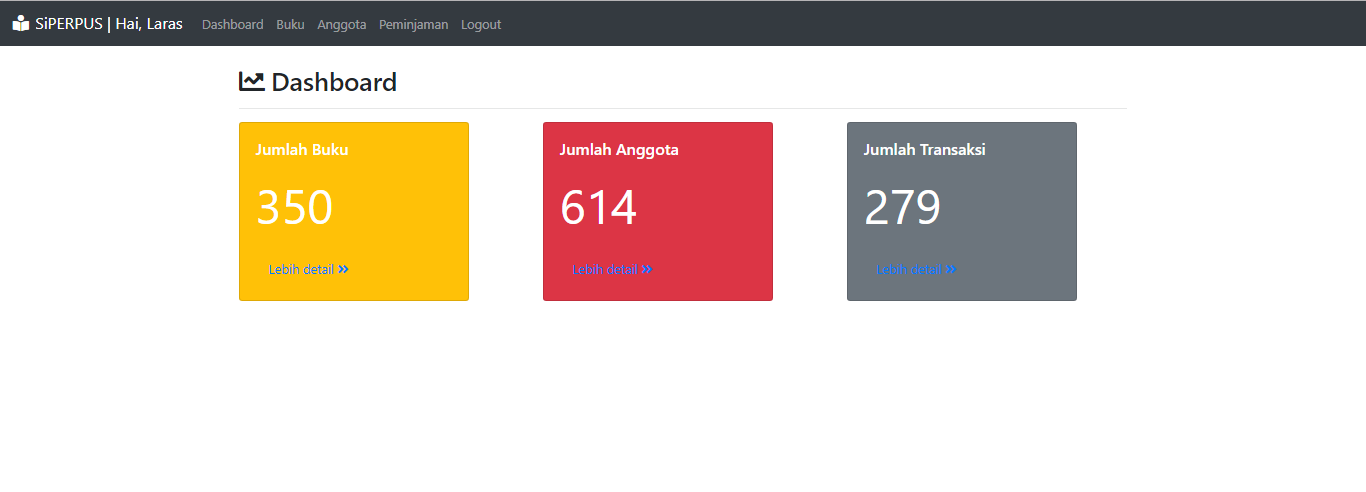 SiPERPUS | Hai, Laras Dashboard Buku Anggota Peminjaman Logout
Dashboard
Jumlah Buku
350
Lebih detail
Jumlah Anggota
614
Lebih detail
Jumlah Transaksi
279
Lebih detail